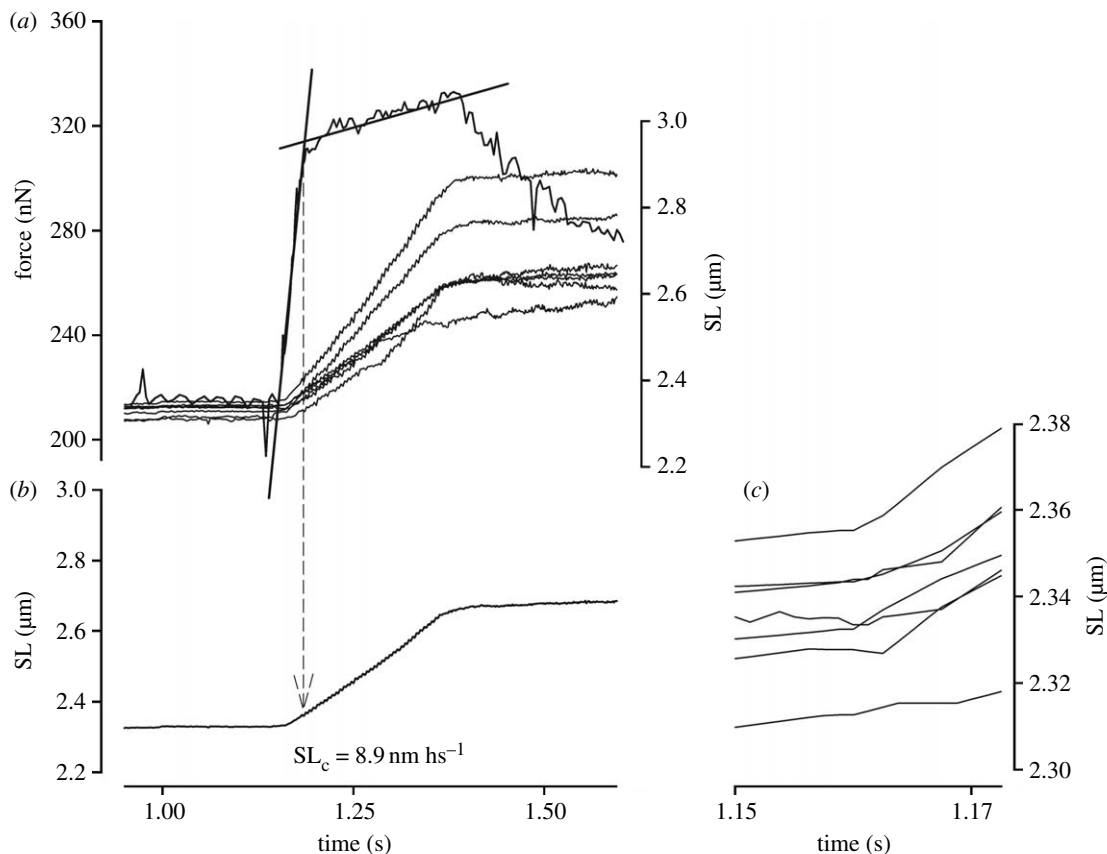 (a)
360
320
280
240
200
force (nN)
3.0
2.8
2.6
2.4
2.2
SL (µm)
(b)
3.0
2.8
2.6
2.4
2.2
SL (µm)
SLc = 8.9 nm hs−1
1.00
1.25
1.50
time (s)
(c)
2.38
2.36
2.34
2.32
2.30
SL (µm)
1.15
1.17
time (s)